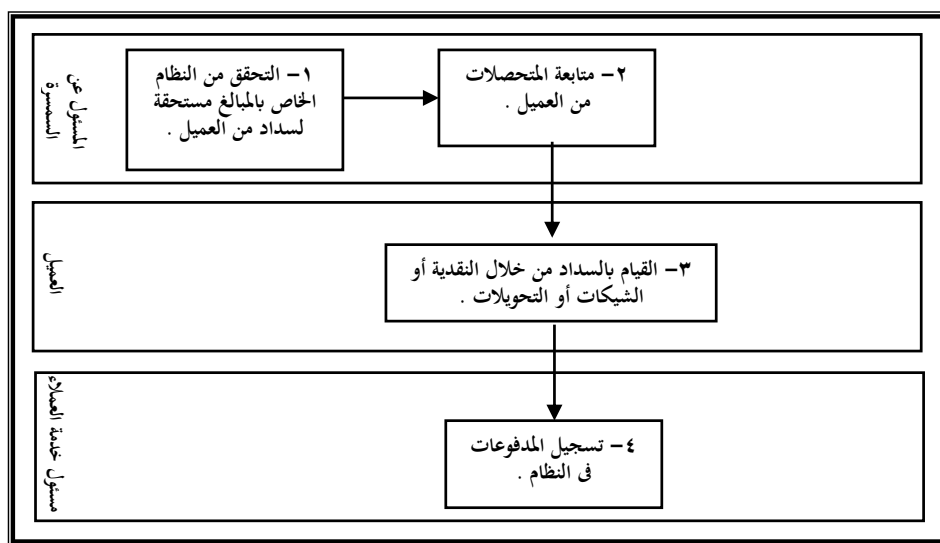 المسئول عن
السمسرة
١– التحقق من النظام
الخاص بالمبالغ مستحقة
لسداد من العميل .
٢– متابعة المتحصلات
من العميل .
العميل
٣– القيام بالسداد من خلال النقدية أو
الشيكات أو التحويلات .
مسئول خدمة العملاء
٤– تسجيل المدفوعات
فى النظام .